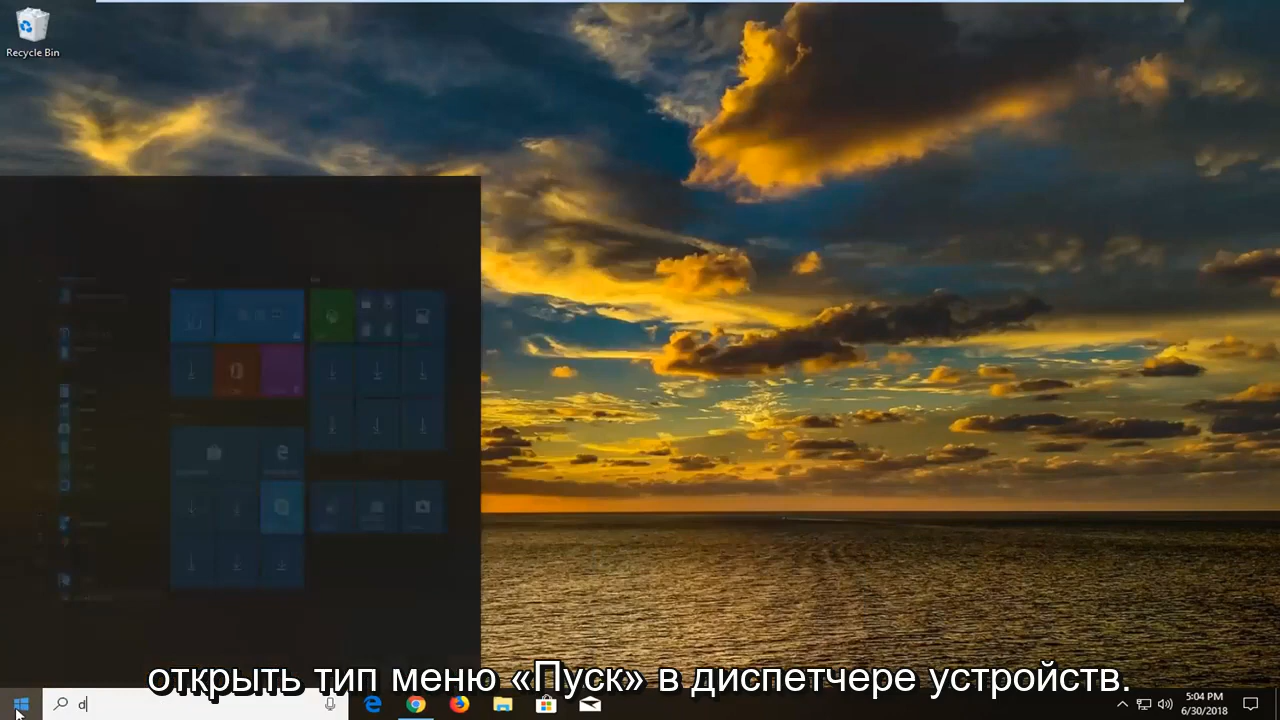 Recycle Bin
открыть тип меню «Пуск» в диспетчере устройств.
d
5:04 PM
6/30/2018